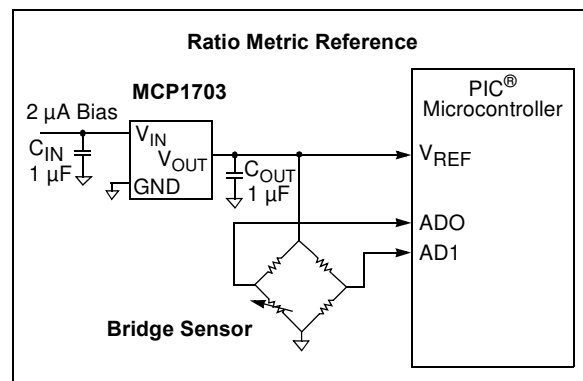 Ratio Metric Reference
PIC®
Microcontroller
MCP1703
2 µA Bias
CIN
1 µF
VIN
VOUT
GND
COUT
1 µF
VREF
ADO
AD1
Bridge Sensor